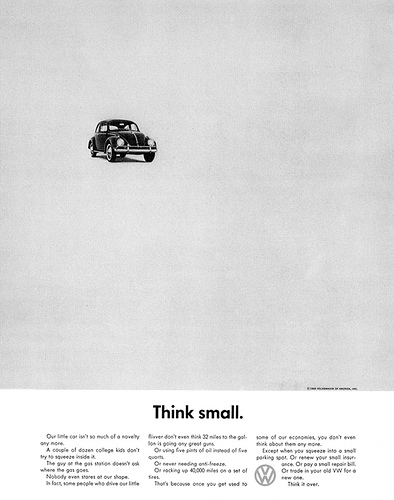 © 1960 VOLKSWAGEN OF AMERICA, INC.
Think small.
Our little car isn't so much of a novelty
any more.
A couple of dozen college kids don't
try to squeeze inside it.
The guy at the gas station doesn't ask
where the gas goes.
Nobody even stares at our shape.
In fact, some people who drive our little
flivver don't even think 32 miles to the gal-
lon is going any great guns.
Or using five pints of oil instead of five
quarts.
Or never needing anti-freeze.
Or racking up 40,000 miles on a set of
tires.
That's because once you get used to
some of our economies, you don't even
think about them any more.
Except when you squeeze into a small
parking spot. Or renew your small insur-
ance. Or pay a small repair bill.
Or trade in your old VW for a
new one.
Think it over.
VW